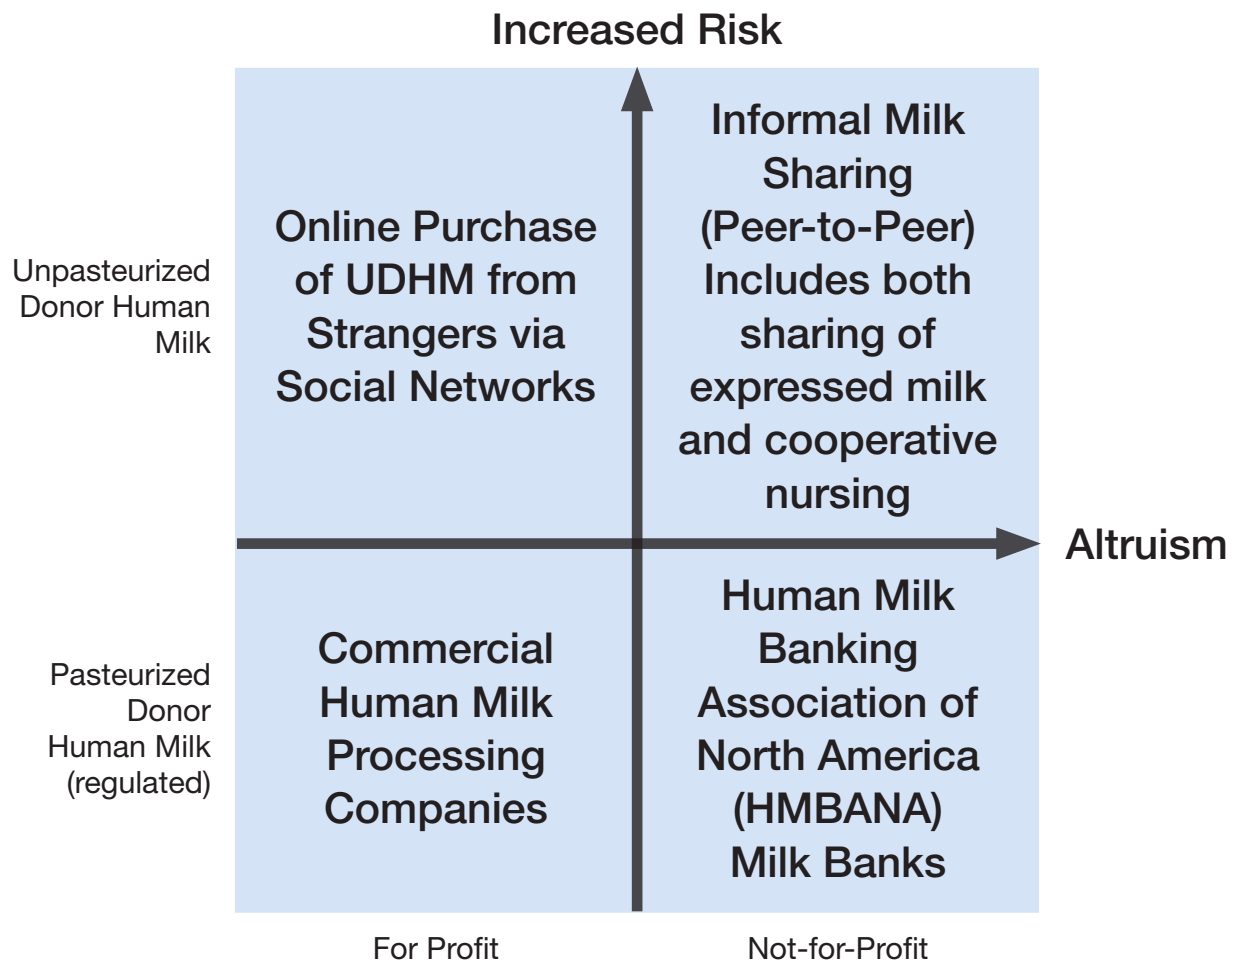 Increased Risk
Unpasteurized
Donor Human
Milk
Online Purchase
of UDHM from
Strangers via
Social Networks
Informal Milk
Sharing
(Peer-to-Peer)
Includes both
sharing of
expressed milk
and cooperative
nursing
Altruism
Pasteurized
Donor
Human Milk
(regulated)
Commercial
Human Milk
Processing
Companies
Human Milk
Banking
Association of
North America
(HMBANA)
Milk Banks
For Profit
Not-for-Profit